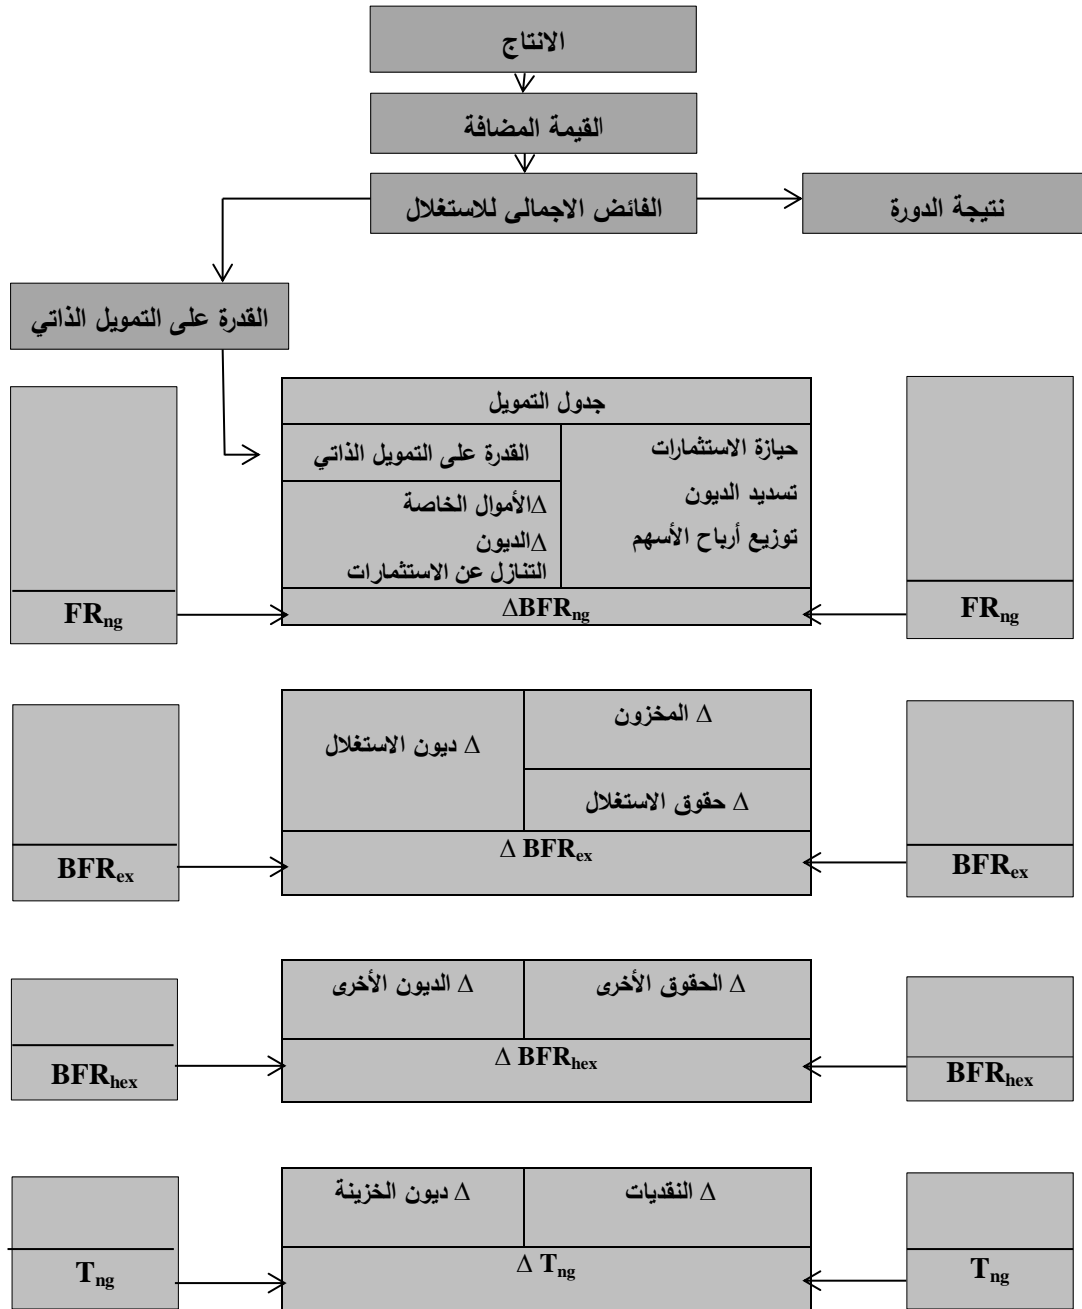 الانتاج
القيمة المضافة
الفائض الاجمالي للاستغلال
نتيجة الدورة
القدرة على التمويل الذاتي
جدول التمويل
حيازة الاستثمارات
تسديد الديون
توزيع أرباح الأسهم
القدرة على التمويل الذاتي
∆الأموال الخاصة
∆الديون
التنازل عن الاستثمارات
FRng
∆BFRng
FRng
∆ المخزون
∆ ديون الاستغلال
∆ حقوق الاستغلال
BFRex
∆ BFRex
BFRex
∆ الحقوق الأخرى
∆ الديون الأخرى
BFRhex
∆ BFRhex
BFRhex
∆ النقديات
∆ ديون الخزينة
Tng
∆ Tng
Tng